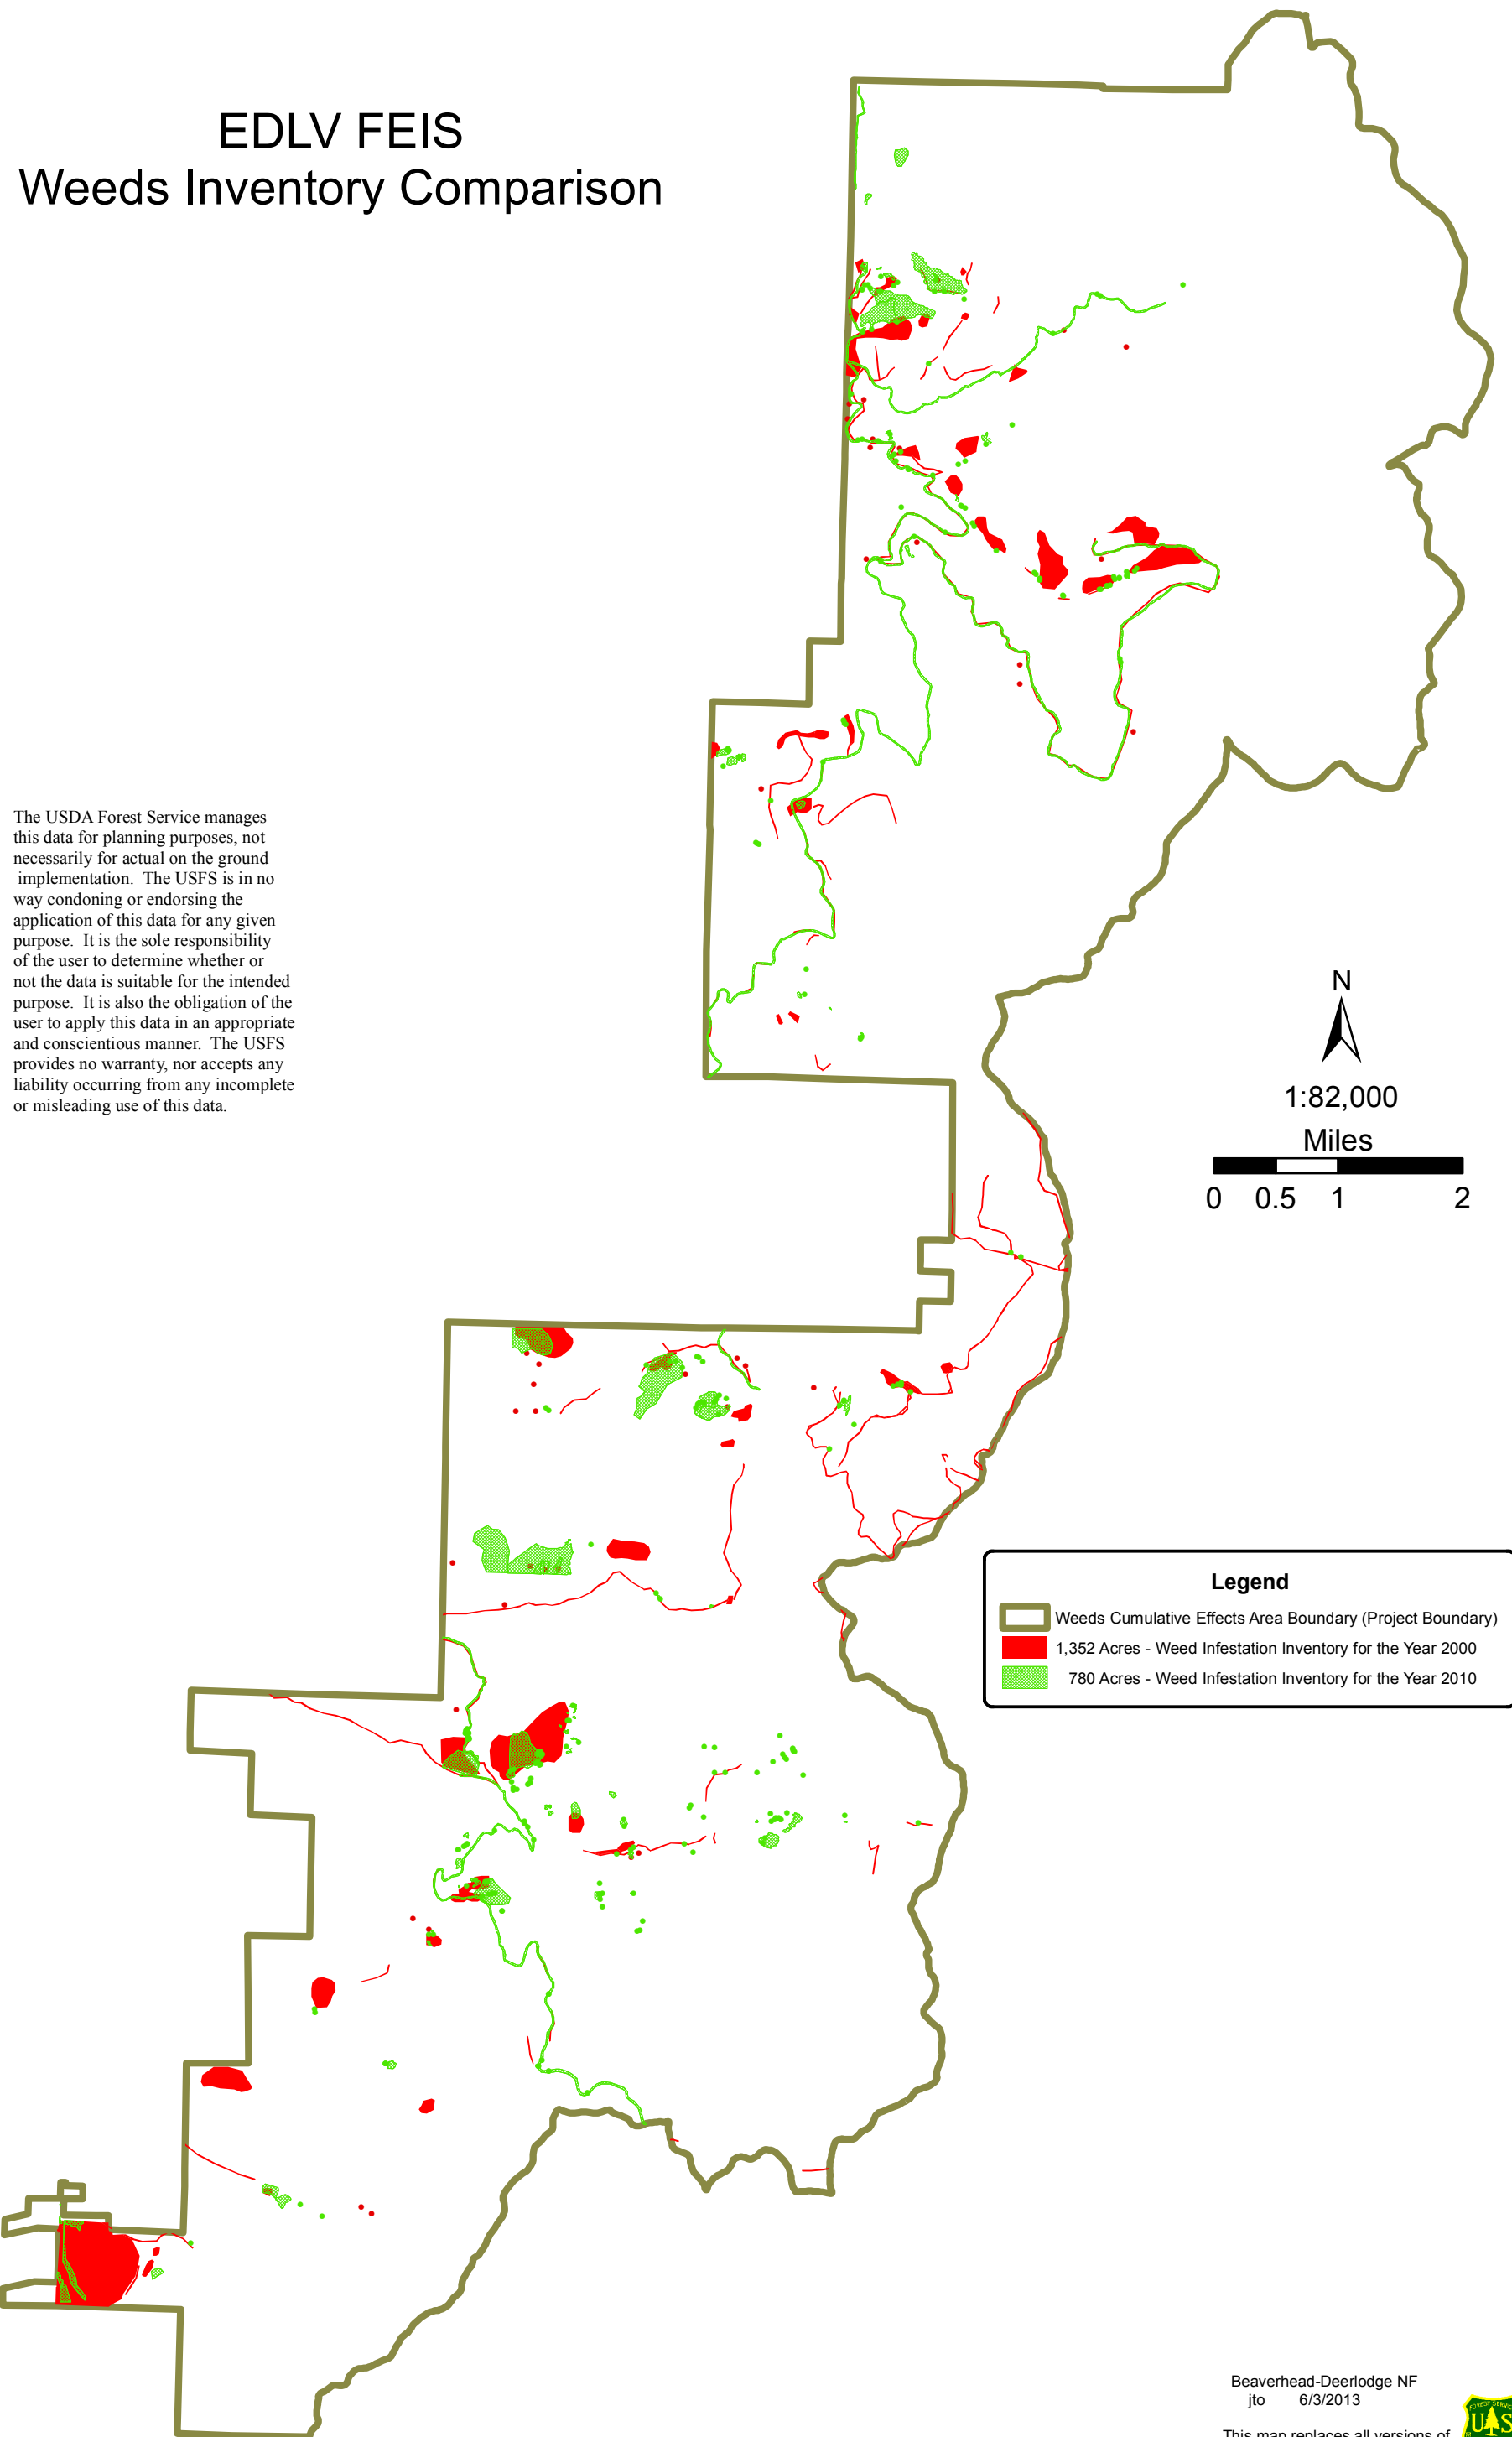 EDLV FEIS
Weeds Inventory Comparison
The USDA Forest Service manages
this data for planning purposes, not
necessarily for actual on the ground
implementation. The USFS is in no
way condoning or endorsing the
application of this data for any given
purpose. It is the sole responsibility
of the user to determine whether or
not the data is suitable for the intended
purpose. It is also the obligation of the
user to apply this data in an appropriate
and conscientious manner. The USFS
provides no warranty, nor accepts any
liability occurring from any incomplete
or misleading use of this data.
N
1:82,000
Miles
0 0.5 1 2
Legend
Weeds Cumulative Effects Area Boundary (Project Boundary)
1,352 Acres - Weed Infestation Inventory for the Year 2000
780 Acres - Weed Infestation Inventory for the Year 2010
Beaverhead-Deerlodge NF
jto 6/3/2013
This map replaces all versions of
FOREST SERVICE
U S